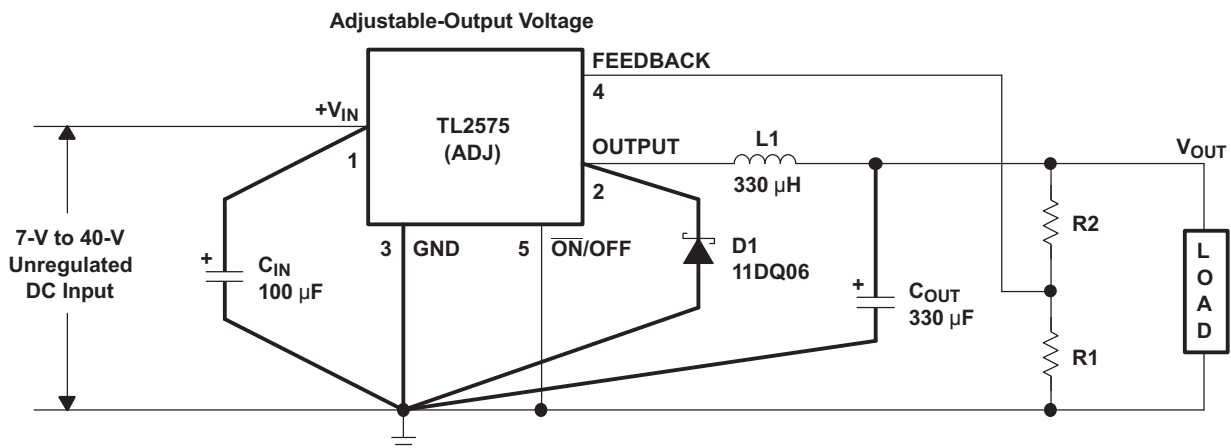 Adjustable-Output Voltage
FEEDBACK
4
+VIN
TL2575
(ADJ)
1
OUTPUT
2
L1
330 µH
VOUT
7-V to 40-V
Unregulated
DC Input
+
CIN
100 µF
3
GND
5
ON/OFF
D1
11DQ06
+
COUT
330 µF
R2
R1
LOAD